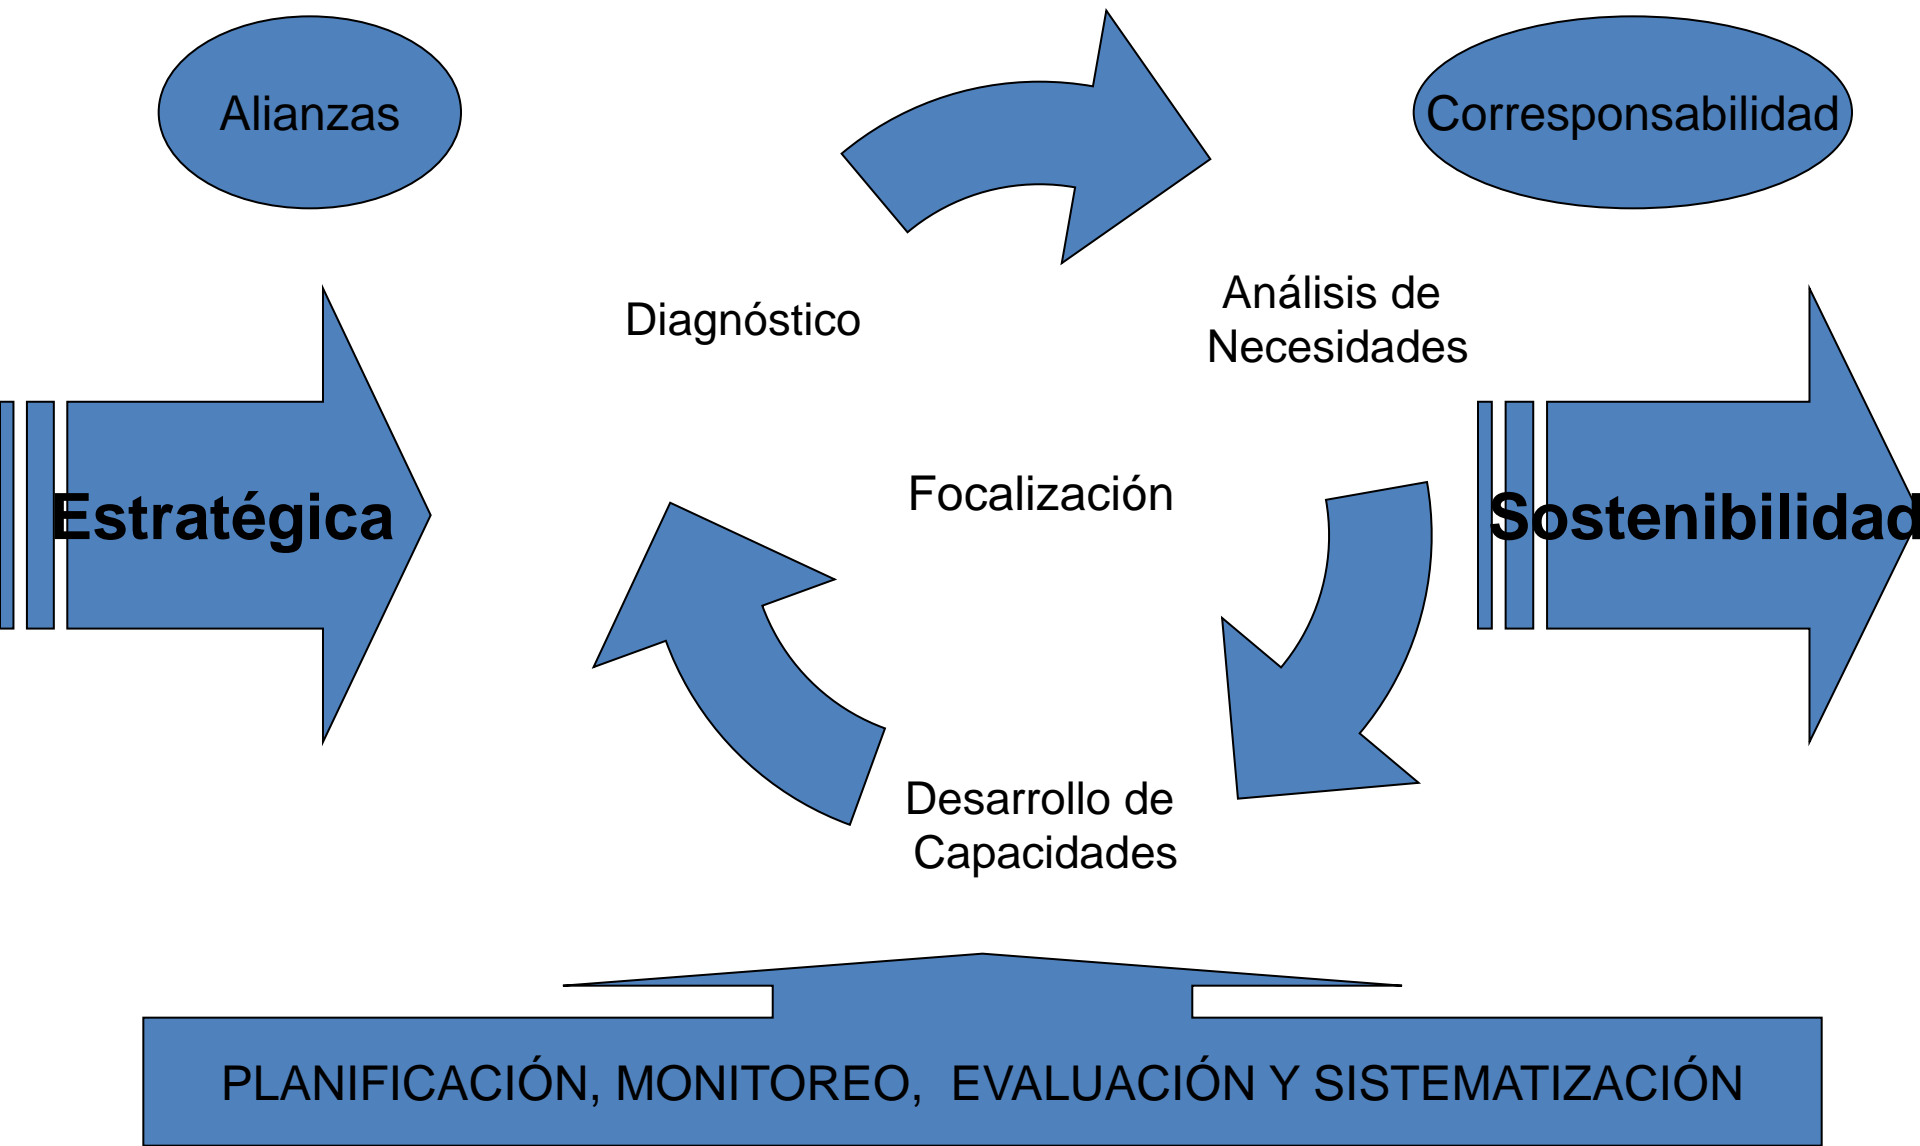 Alianzas
Corresponsabilidad
Diagnóstico
Análisis de
Necesidades
Estratégica
Focalización
Sostenibilidad
Desarrollo de
Capacidades
PLANIFICACIÓN, MONITOREO,  EVALUACIÓN Y SISTEMATIZACIÓN